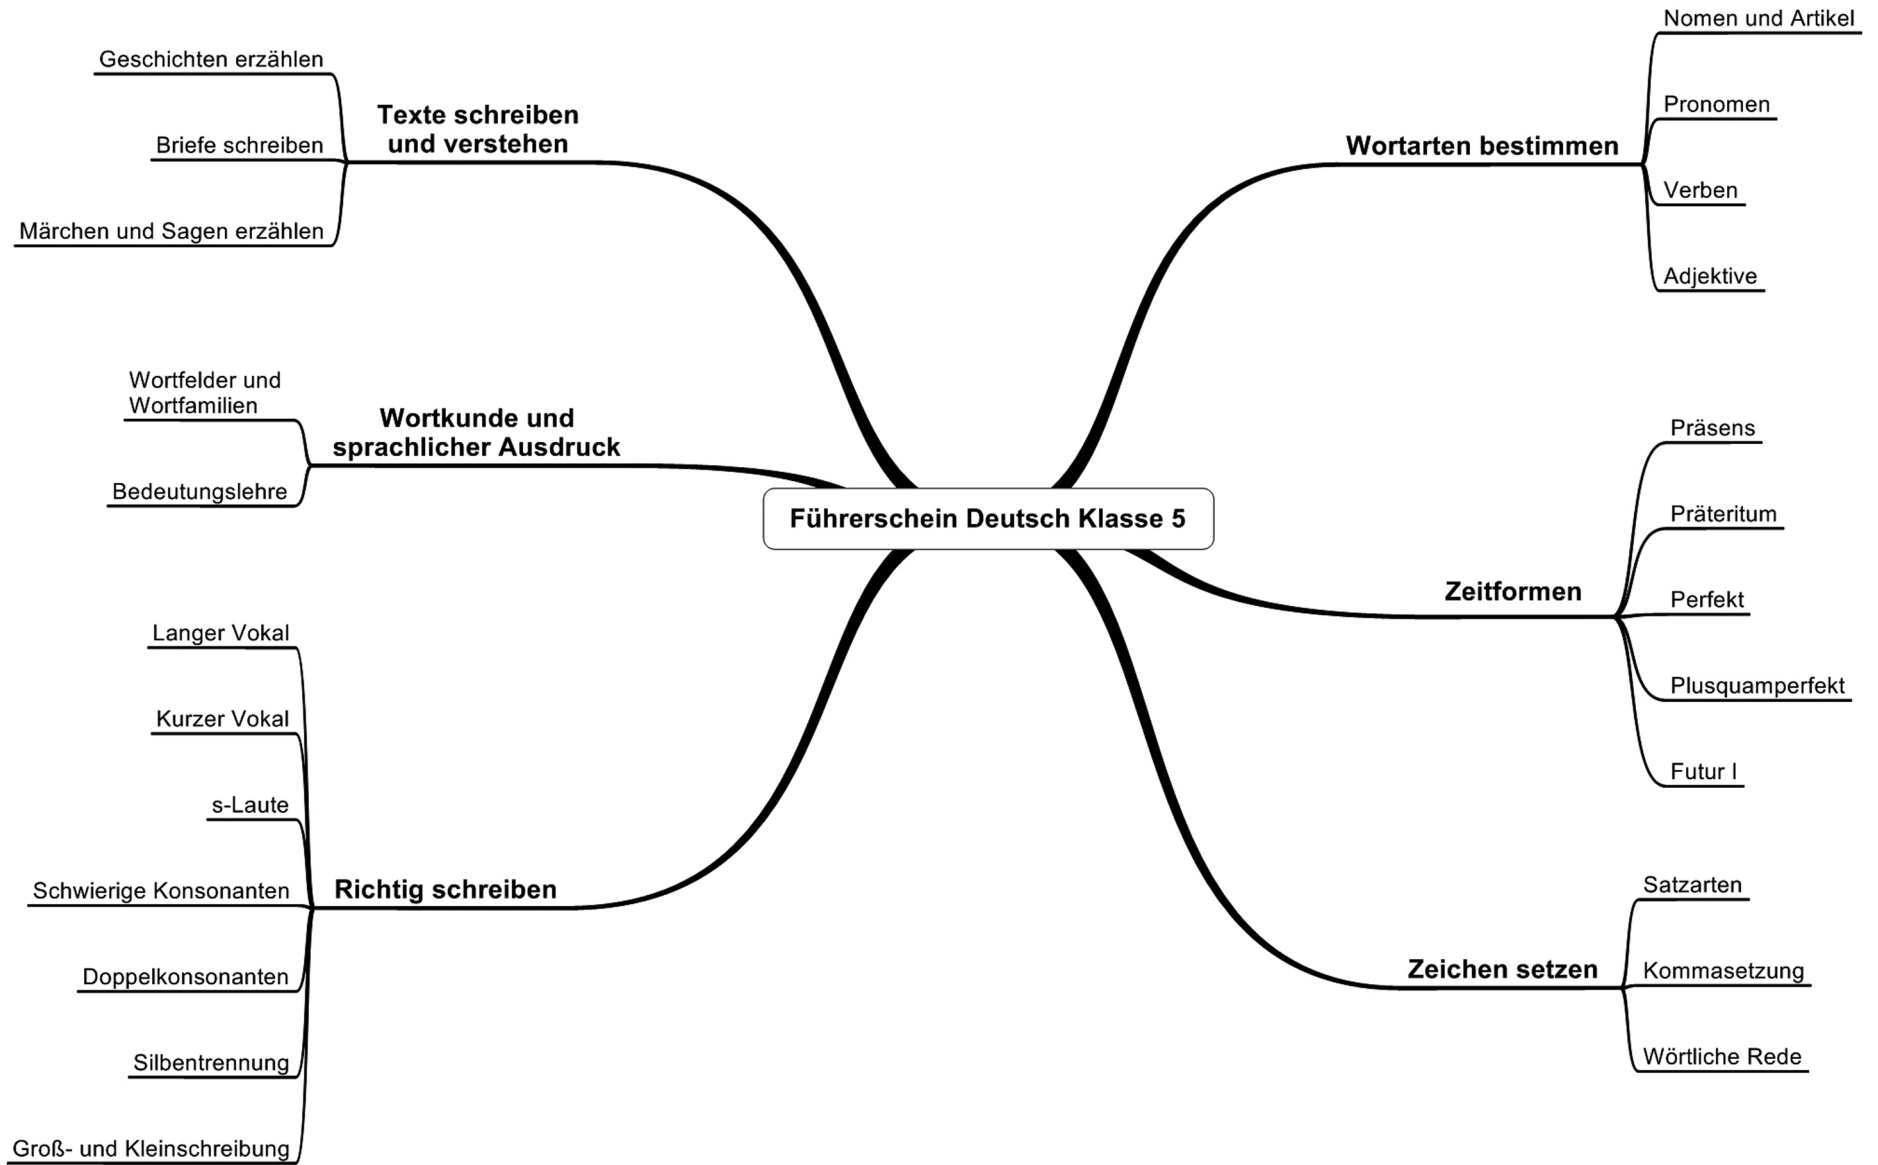 Führerschein Deutsch Klasse 5
Texte schreiben
und verstehen
Geschichten erzählen
Briefe schreiben
Märchen und Sagen erzählen
Wortkunde und
sprachlicher Ausdruck
Wortfelder und
Wortfamilien
Bedeutungslehre
Richtig schreiben
Langer Vokal
Kurzer Vokal
s-Laute
Schwierige Konsonanten
Doppelkonsonanten
Silbentrennung
Groß- und Kleinschreibung
Wortarten bestimmen
Nomen und Artikel
Pronomen
Verben
Adjektive
Zeitformen
Präsens
Präteritum
Perfekt
Plusquamperfekt
Futur I
Zeichen setzen
Satzarten
Kommasetzung
Wörtliche Rede